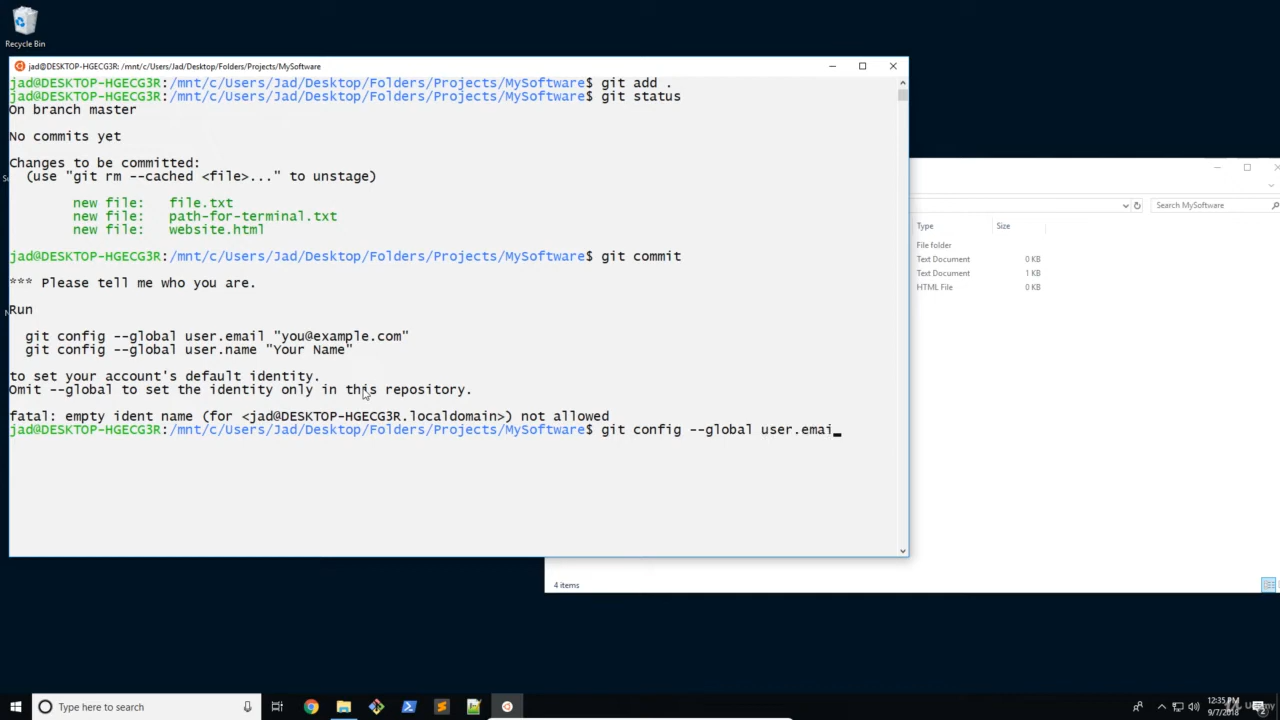 Recycle Bin
jad@DESKTOP-HGECG3R: /mnt/c/Users/Jad/Desktop/Folders/Projects/MySoftware
jad@DESKTOP-HGECG3R:/mnt/c/Users/Jad/Desktop/Folders/Projects/MySoftware$ git add .
jad@DESKTOP-HGECG3R:/mnt/c/Users/Jad/Desktop/Folders/Projects/MySoftware$ git status
On branch master
No commits yet
Changes to be committed:
(use "git rm --cached <file>..." to unstage)
new file: file.txt
new file: path-for-terminal.txt
new file: website.html
jad@DESKTOP-HGECG3R:/mnt/c/Users/Jad/Desktop/Folders/Projects/MySoftware$ git commit
*** Please tell me who you are.
Run
git config --global user.email "you@example.com"
git config --global user.name "Your Name"
to set your account's default identity.
Omit --global to set the identity only in this repository.
fatal: empty ident name (for <jad@DESKTOP-HGECG3R.localdomain>) not allowed
jad@DESKTOP-HGECG3R:/mnt/c/Users/Jad/Desktop/Folders/Projects/MySoftware$ git config --global user.emai
Search MySoftware
Type Size
File folder
Text Document 0 KB
Text Document 1 KB
HTML File 0 KB
4 items
Type here to search
12:35 PM
9/7/2018
Udemy